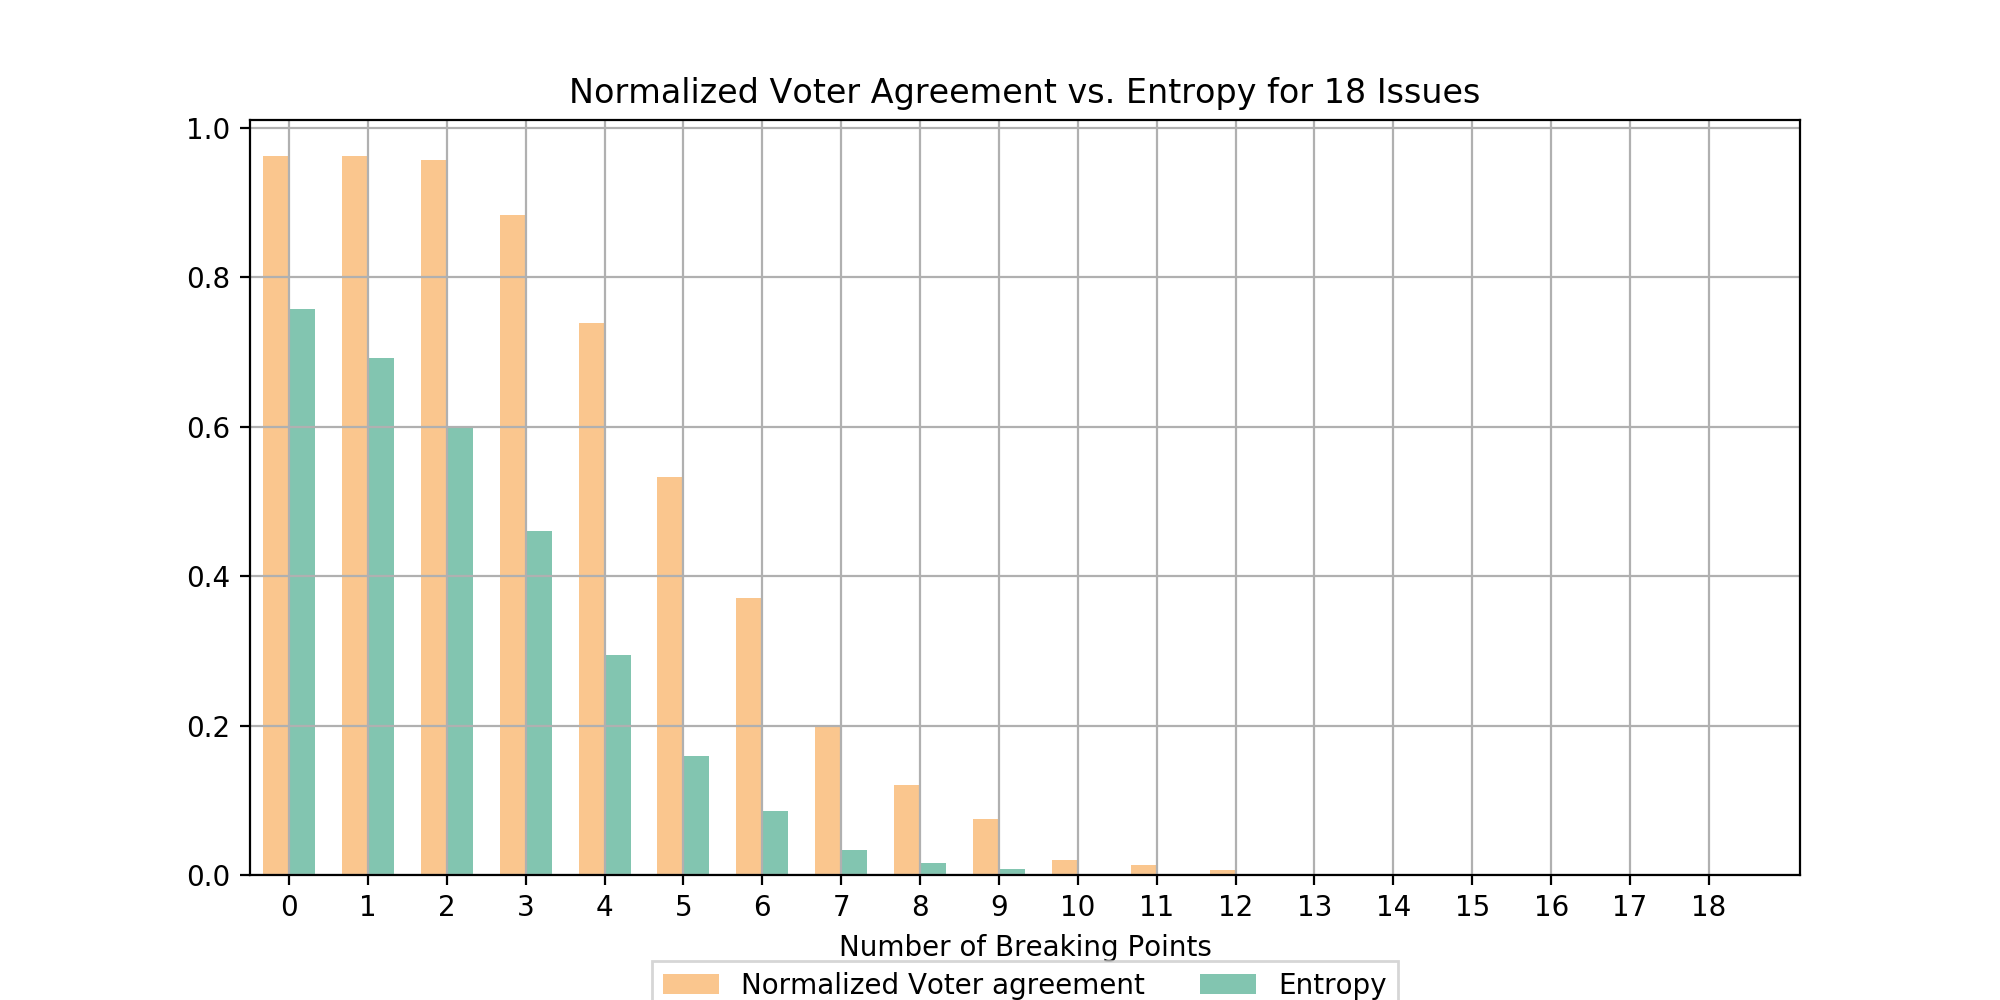 Normalized Voter Agreement vs. Entropy for 18 Issues
1.0
0.8
0.6
0.4
0.2
0.0
0 1 2 3 4 5 6 7 8 9 10 11 12 13 14 15 16 17 18
Number of Breaking Points
Normalized Voter agreement Entropy